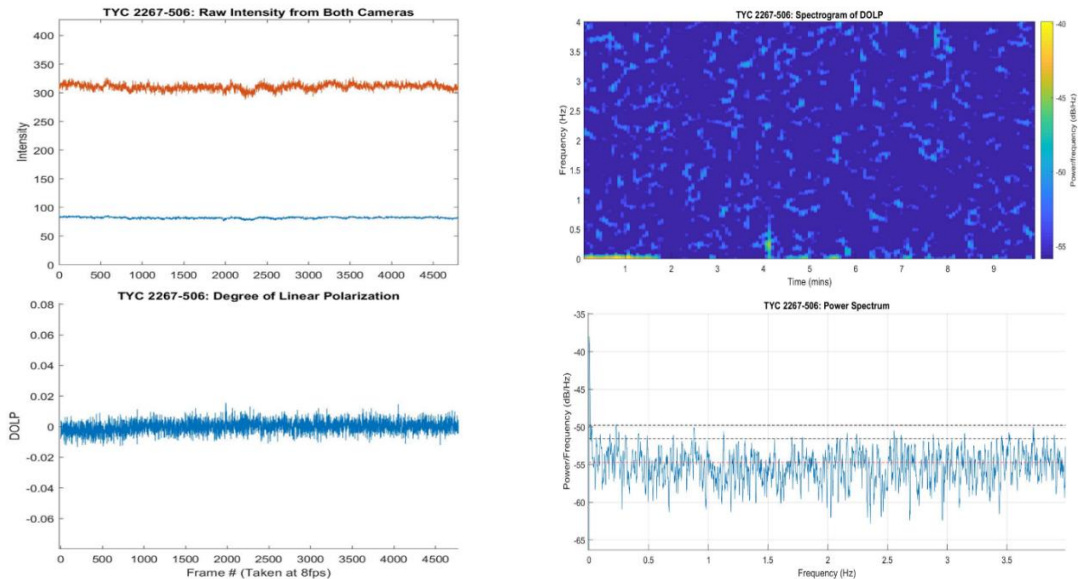 TYC 2267-506: Raw Intensity from Both Cameras
400
350
300
250
200
150
100
50
0
Intensity
0 500 1000 1500 2000 2500 3000 3500 4000 4500
TYC 2267-506: Spectrogram of DOLP
4
3.5
3
2.5
2
1.5
1
0.5
0
Frequency (Hz)
1 2 3 4 5 6 7 8 9
Time (mins)
-40
-45
-50
-55
Power/frequency (dB/Hz)
TYC 2267-506: Degree of Linear Polarization
0.08
0.06
0.04
0.02
0
-0.02
-0.04
-0.06
DOLP
0 500 1000 1500 2000 2500 3000 3500 4000 4500
Frame # (Taken at 8fps)
TYC 2267-506: Power Spectrum
-35
-40
-45
-50
-55
-60
-65
Power/Frequency (dB/Hz)
0 0.5 1 1.5 2 2.5 3 3.5
Frequency (Hz)